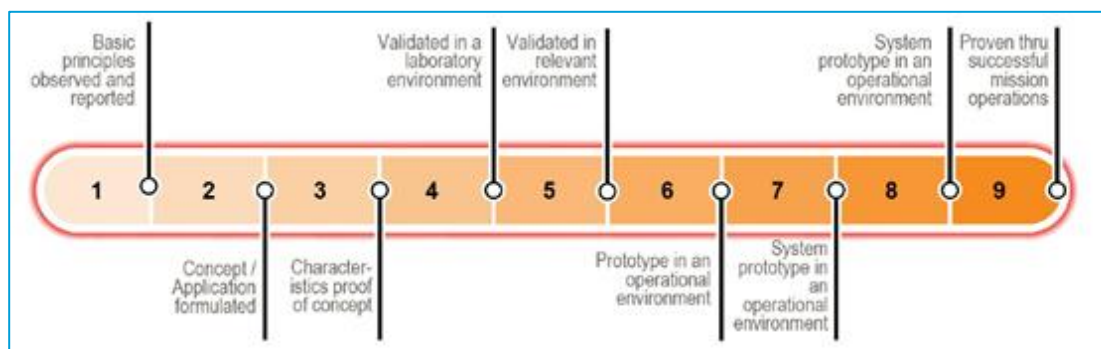 Basic
principles
observed and
reported
Validated in a
laboratory
environment
Validated in
relevant
environment
System
prototype in an
operational
environment
Proven thru
successful
mission
operations
1
2
3
4
5
6
7
8
9
Concept /
Application
formulated
Character-
istics proof
of concept
Prototype in an
operational
environment
System
prototype in
an
operational
environment